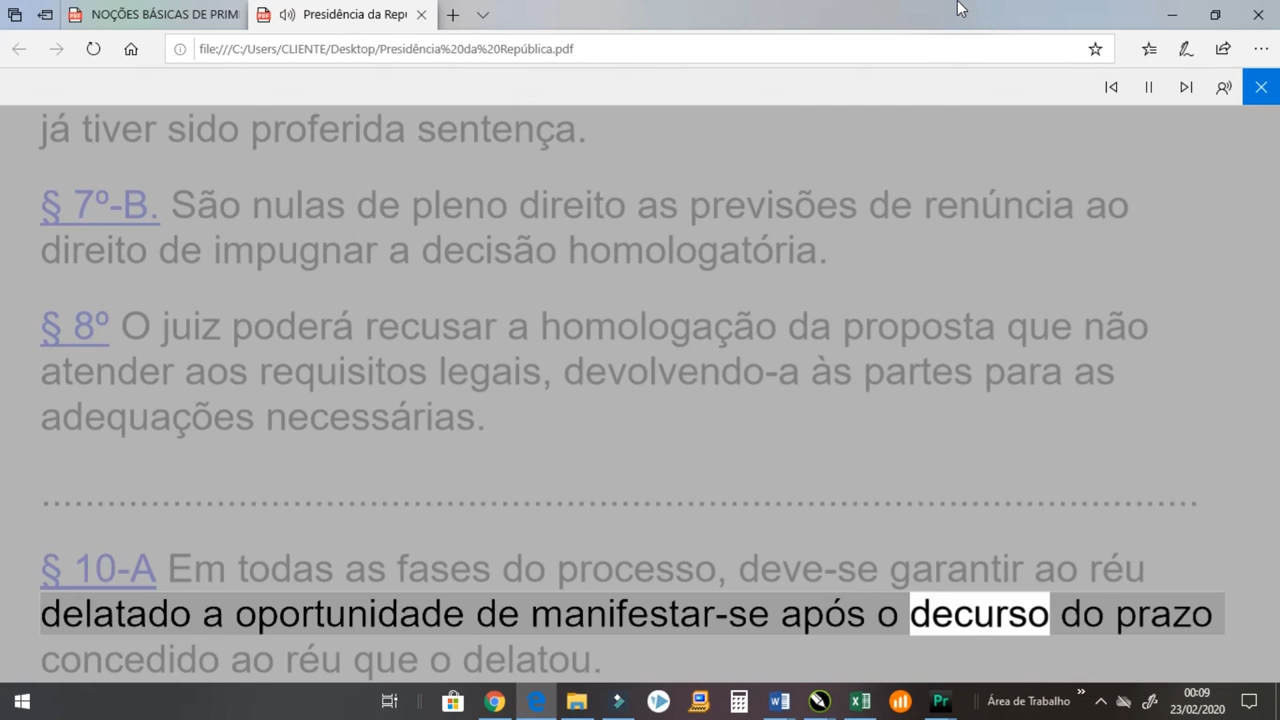 NOÇÕES BÁSICAS DE PRIM
Presidência da Repú
file:///C:/Users/CLIENTE/Desktop/Presidência%20da%20República.pdf
já tiver sido proferida sentença.
§ 7º-B. São nulas de pleno direito as previsões de renúncia ao
direito de impugnar a decisão homologatória.
§ 8º O juiz poderá recusar a homologação da proposta que não
atender aos requisitos legais, devolvendo-a às partes para as
adequações necessárias.
...........................................................................................................
§ 10-A Em todas as fases do processo, deve-se garantir ao réu
delatado a oportunidade de manifestar-se após o decurso do prazo
concedido ao réu que o delatou.
Área de Trabalho
00:09
23/02/2020